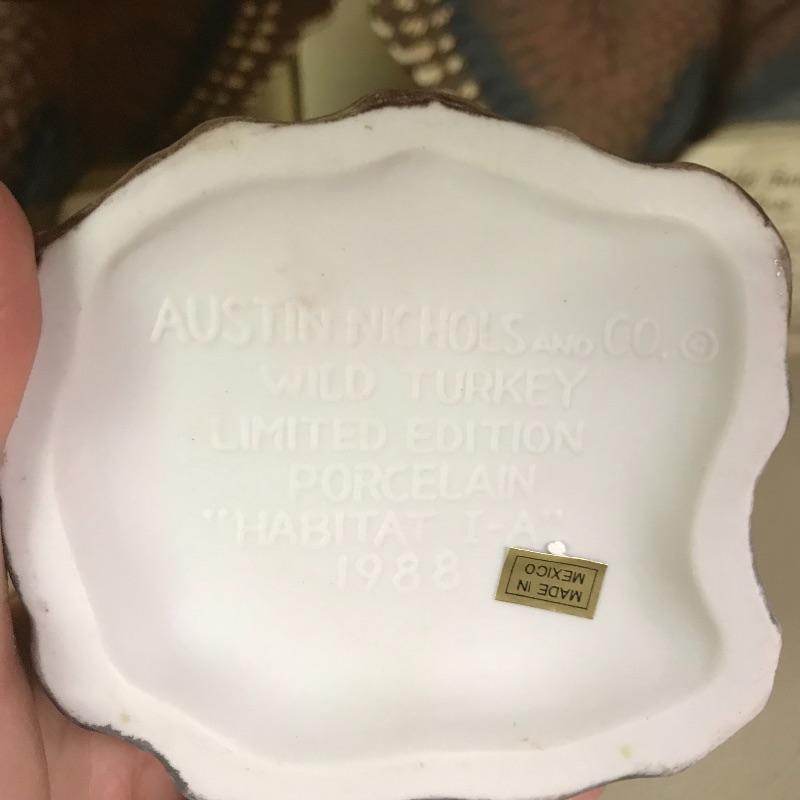 AUSTIN NICHOLS AND CO. ©
WILD TURKEY
LIMITED EDITION
PORCELAIN
"HABITAT I-A"
1988
MADE IN
MEXICO